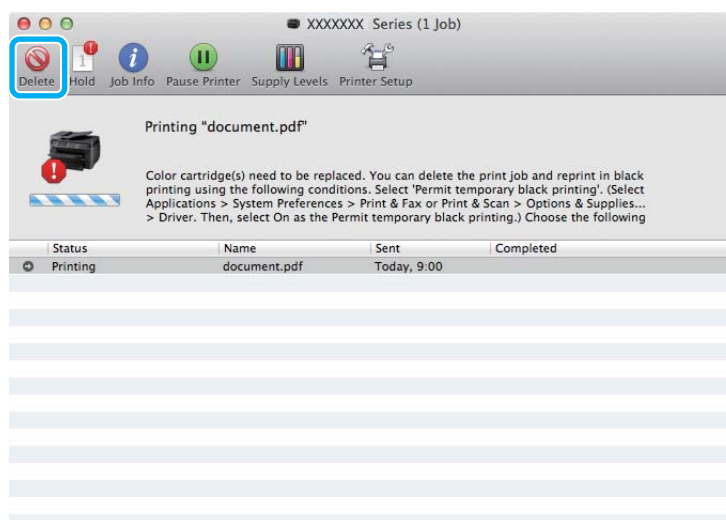 XXXXXXX Series (1 Job)
Delete Hold Job Info Pause Printer Supply Levels Printer Setup
Printing "document.pdf"
Color cartridge(s) need to be replaced. You can delete the print job and reprint in black
printing using the following conditions. Select 'Permit temporary black printing'. (Select
Applications > System Preferences > Print & Fax or Print & Scan > Options & Supplies...
> Driver. Then, select On as the Permit temporary black printing.) Choose the following
Status Name Sent Completed
Printing document.pdf Today, 9:00